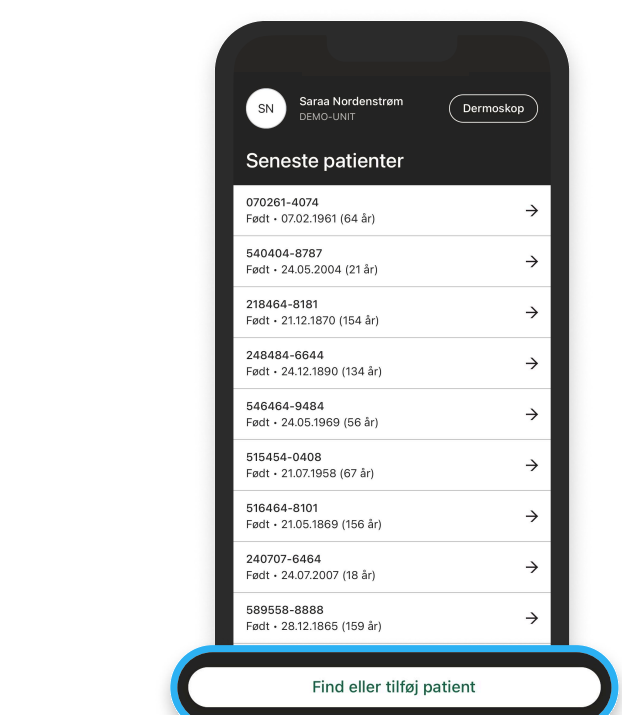 SN
Saraa Nordenstrøm
DEMO-UNIT
Dermoskop
Seneste patienter
070261-4074
Født • 07.02.1961 (64 år)
540404-8787
Født • 24.05.2004 (21 år)
218464-8181
Født • 21.12.1870 (154 år)
248484-6644
Født • 24.12.1890 (134 år)
546464-9484
Født • 24.05.1969 (56 år)
515454-0408
Født • 21.07.1958 (67 år)
516464-8101
Født • 21.05.1869 (156 år)
240707-6464
Født • 24.07.2007 (18 år)
589558-8888
Født • 28.12.1865 (159 år)
Find eller tilføj patient